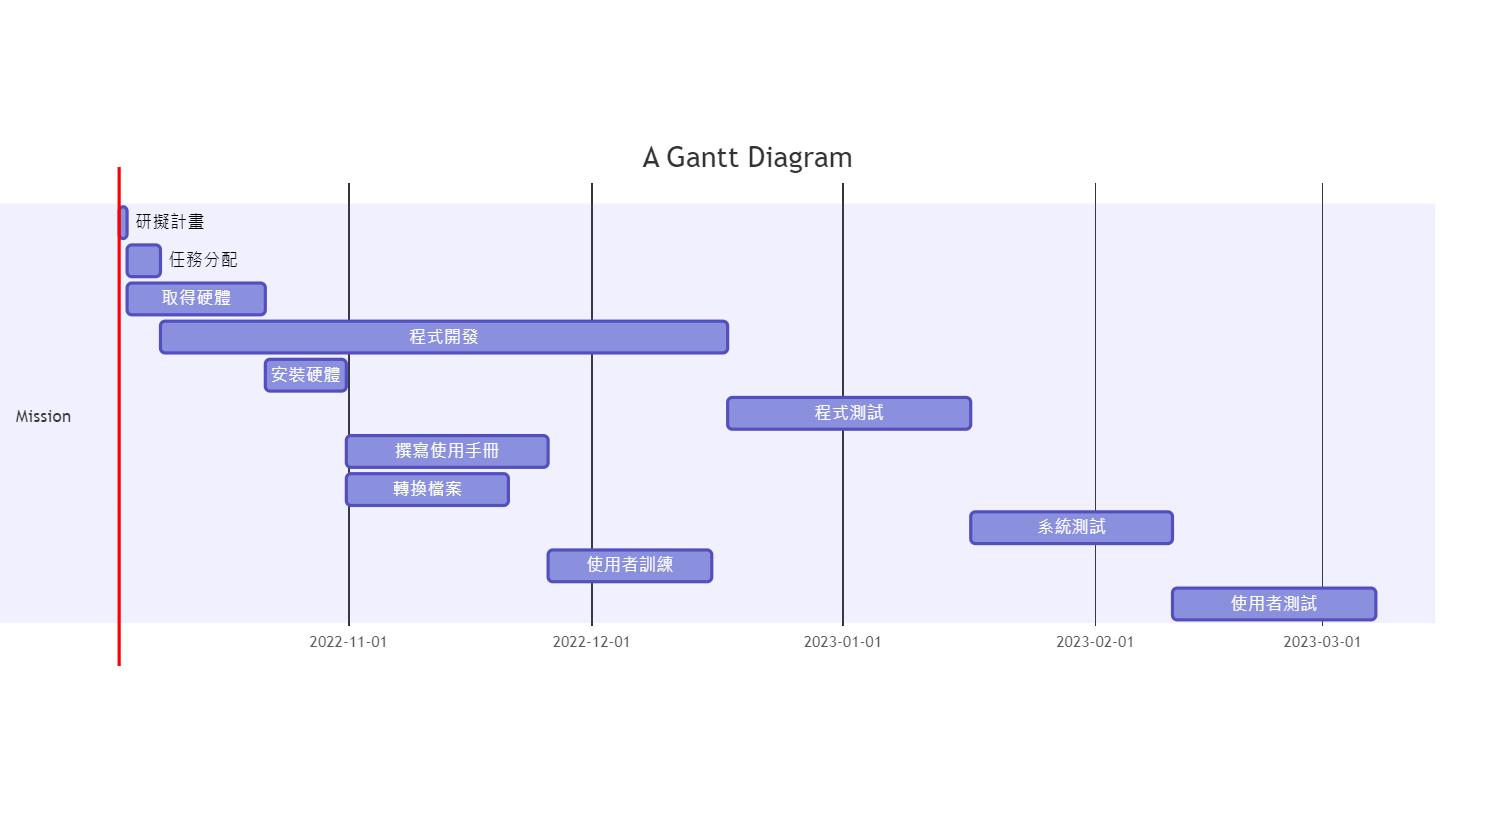 A Gantt Diagram
研擬計畫
任務分配
取得硬體
程式開發
安裝硬體
Mission
程式測試
撰寫使用手冊
轉換檔案
系統測試
使用者訓練
使用者測試
2022-11-01 2022-12-01 2023-01-01 2023-02-01 2023-03-01